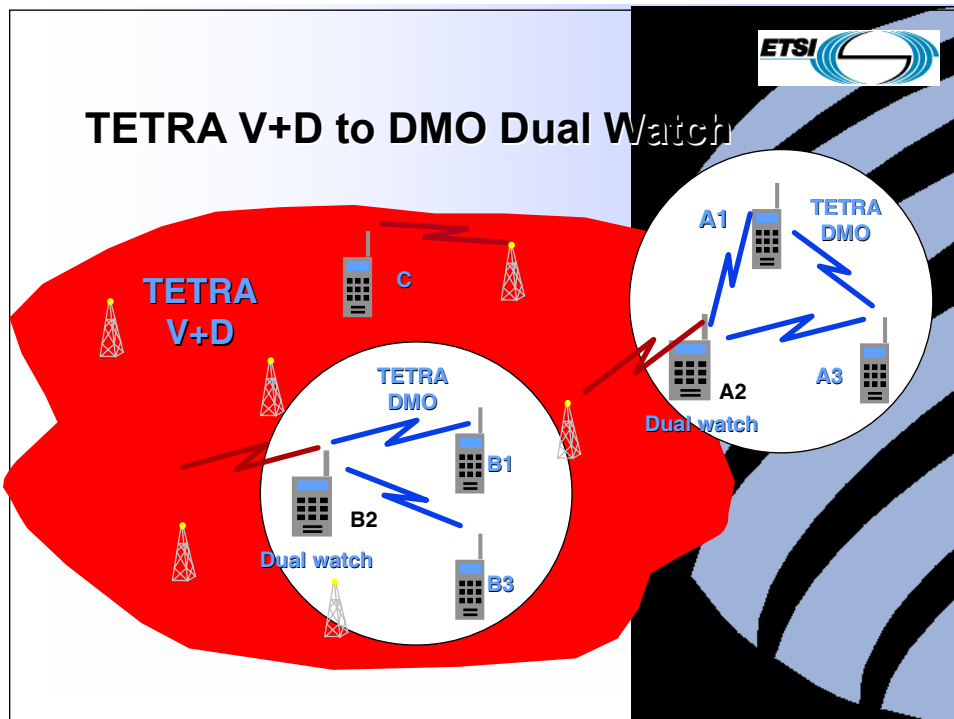 ETSI
TETRA V+D to DMO Dual Watch
A1
TETRA
DMO
C
TETRA
V+D
A2
A3
Dual watch
TETRA
DMO
B1
B2
Dual watch
B3